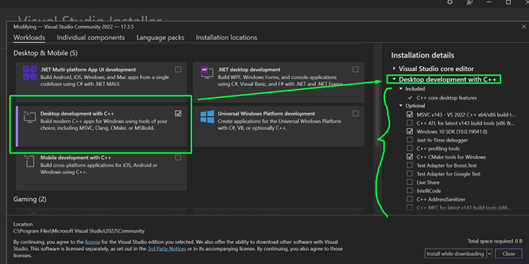 Visual Studio Installer
Modifying — Visual Studio Community 2022 — 17.3.5
Workloads
Individual components
Language packs
Installation locations
Desktop & Mobile (5)
.NET Multi-platform App UI development
Build Android, iOS, Windows, and Mac apps from a single
codebase using C# with .NET MAUI.
.NET desktop development
Build WPF, Windows Forms, and console applications
using C#, Visual Basic, and F# with .NET and .NET Frame...
Desktop development with C++
Build modern C++ apps for Windows using tools of your
choice, including MSVC, Clang, CMake, or MSBuild.
Universal Windows Platform development
Create applications for the Universal Windows Platform
with C#, VB, or optionally C++.
Mobile development with C++
Build cross-platform applications for iOS, Android or
Windows using C++.
Gaming (2)
Installation details
Visual Studio core editor
Desktop development with C++
Included
C++ core desktop features
Optional
MSVC v143 - VS 2022 C++ x64/x86 build t...
C++ ATL for latest v143 build tools (x86 &...
Windows 10 SDK (10.0.19041.0)
Just-In-Time debugger
C++ profiling tools
C++ CMake tools for Windows
Test Adapter for Boost.Test
Test Adapter for Google Test
Live Share
IntelliCode
C++ AddressSanitizer
C++ MFC for latest v143 build tools (x86...
Location
C:\Program Files\Microsoft Visual Studio\2022\Community
By continuing, you agree to the license for the Visual Studio edition you selected. We also offer the ability to download other software with Visual
Studio. This software is licensed separately, as set out in the 3rd Party Notices or in its accompanying license. By continuing, you also agree to those
licenses.
Total space required 0 B
Install while downloading
Close